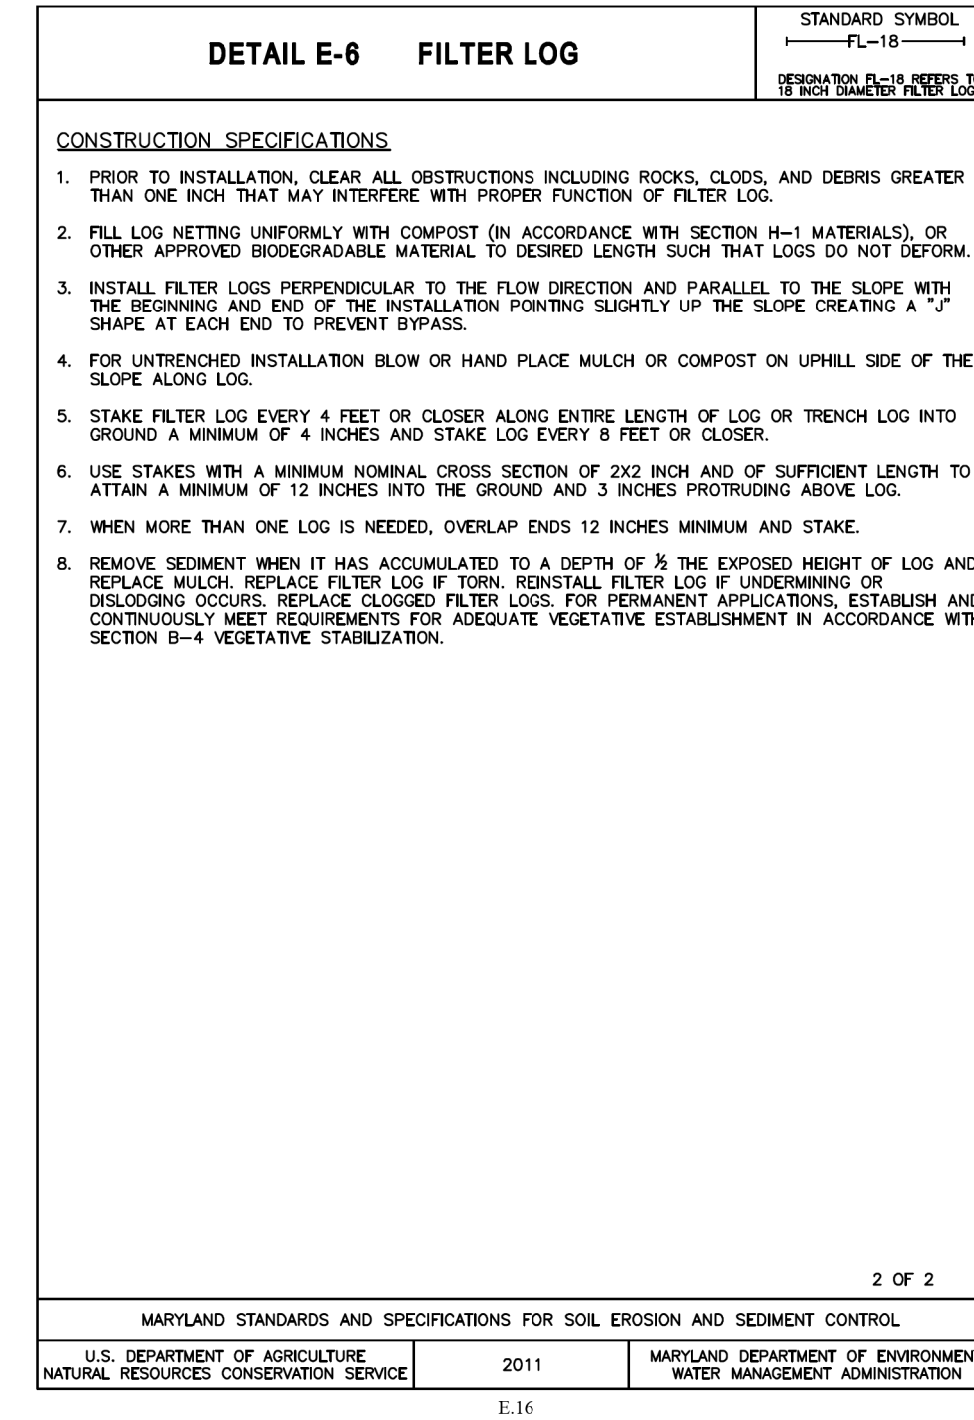 DETAIL E-6 FILTER LOG
STANDARD SYMBOL
FL-18
DESIGNATION FL-18 REFERS TO
18 INCH DIAMETER FILTER LOG
CONSTRUCTION SPECIFICATIONS
1. PRIOR TO INSTALLATION, CLEAR ALL OBSTRUCTIONS INCLUDING ROCKS, CLODS, AND DEBRIS GREATER
THAN ONE INCH THAT MAY INTERFERE WITH PROPER FUNCTION OF FILTER LOG.
2. FILL LOG NETTING UNIFORMLY WITH COMPOST (IN ACCORDANCE WITH SECTION H-1 MATERIALS), OR
OTHER APPROVED BIODEGRADABLE MATERIAL TO DESIRED LENGTH SUCH THAT LOGS DO NOT DEFORM.
3. INSTALL FILTER LOGS PERPENDICULAR TO THE FLOW DIRECTION AND PARALLEL TO THE SLOPE WITH
THE BEGINNING AND END OF THE INSTALLATION POINTING SLIGHTLY UP THE SLOPE CREATING A "J"
SHAPE AT EACH END TO PREVENT BYPASS.
4. FOR UNTRENCHED INSTALLATION BLOW OR HAND PLACE MULCH OR COMPOST ON UPHILL SIDE OF THE
SLOPE ALONG LOG.
5. STAKE FILTER LOG EVERY 4 FEET OR CLOSER ALONG ENTIRE LENGTH OF LOG OR TRENCH LOG INTO
GROUND A MINIMUM OF 4 INCHES AND STAKE LOG EVERY 8 FEET OR CLOSER.
6. USE STAKES WITH A MINIMUM NOMINAL CROSS SECTION OF 2X2 INCH AND OF SUFFICIENT LENGTH TO
ATTAIN A MINIMUM OF 12 INCHES INTO THE GROUND AND 3 INCHES PROTRUDING ABOVE LOG.
7. WHEN MORE THAN ONE LOG IS NEEDED, OVERLAP ENDS 12 INCHES MINIMUM AND STAKE.
8. REMOVE SEDIMENT WHEN IT HAS ACCUMULATED TO A DEPTH OF ½ THE EXPOSED HEIGHT OF LOG AND
REPLACE MULCH. REPLACE FILTER LOG IF TORN. REINSTALL FILTER LOG IF UNDERMINING OR
DISLODGING OCCURS. REPLACE CLOGGED FILTER LOGS. FOR PERMANENT APPLICATIONS, ESTABLISH AND
CONTINUOUSLY MEET REQUIREMENTS FOR ADEQUATE VEGETATIVE ESTABLISHMENT IN ACCORDANCE WITH
SECTION B-4 VEGETATIVE STABILIZATION.
2 OF 2
MARYLAND STANDARDS AND SPECIFICATIONS FOR SOIL EROSION AND SEDIMENT CONTROL
U.S. DEPARTMENT OF AGRICULTURE
NATURAL RESOURCES CONSERVATION SERVICE
2011
MARYLAND DEPARTMENT OF ENVIRONMENT
WATER MANAGEMENT ADMINISTRATION
E.16